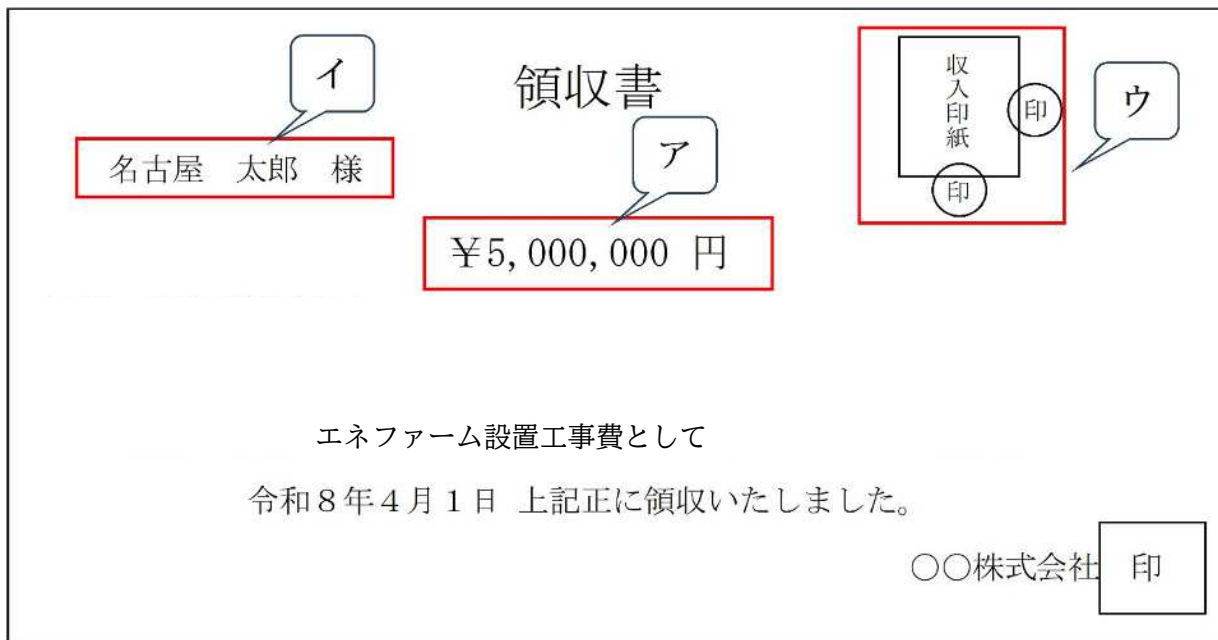 領収書
イ
名古屋 太郎 様
ア
¥5,000,000 円
収入印紙
印
印
ウ
エネファーム設置工事費として
令和8年4月1日 上記正に領収いたしました。
○○株式会社 印